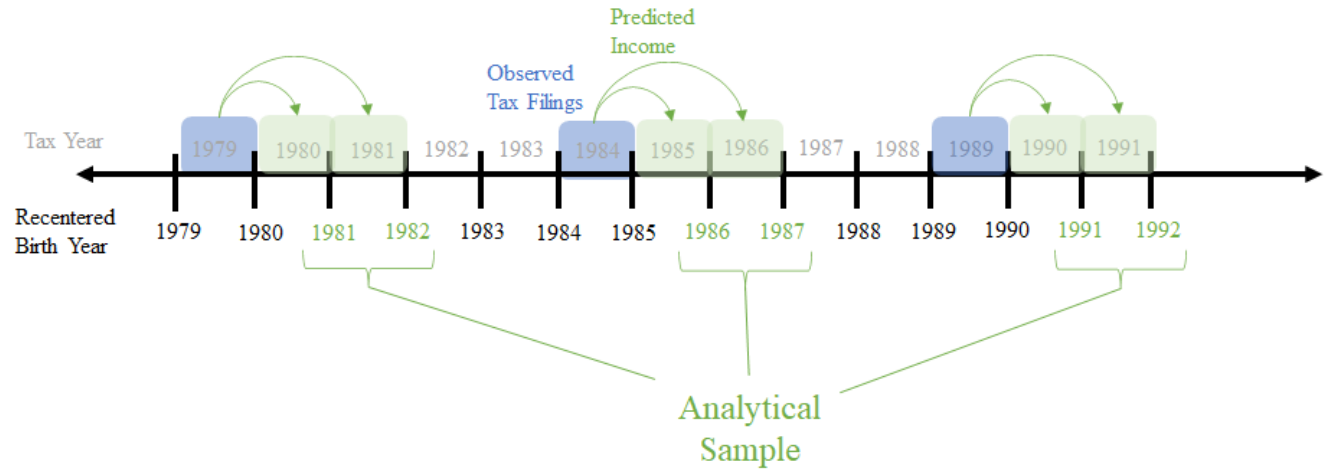 Predicted
Income
Observed
Tax Filings
Tax Year
1979 1980 1981 1982 1983 1984 1985 1986 1987 1988 1989 1990 1991
Recentered
Birth Year
1979 1980 1981 1982 1983 1984 1985 1986 1987 1988 1989 1990 1991 1992
Analytical
Sample